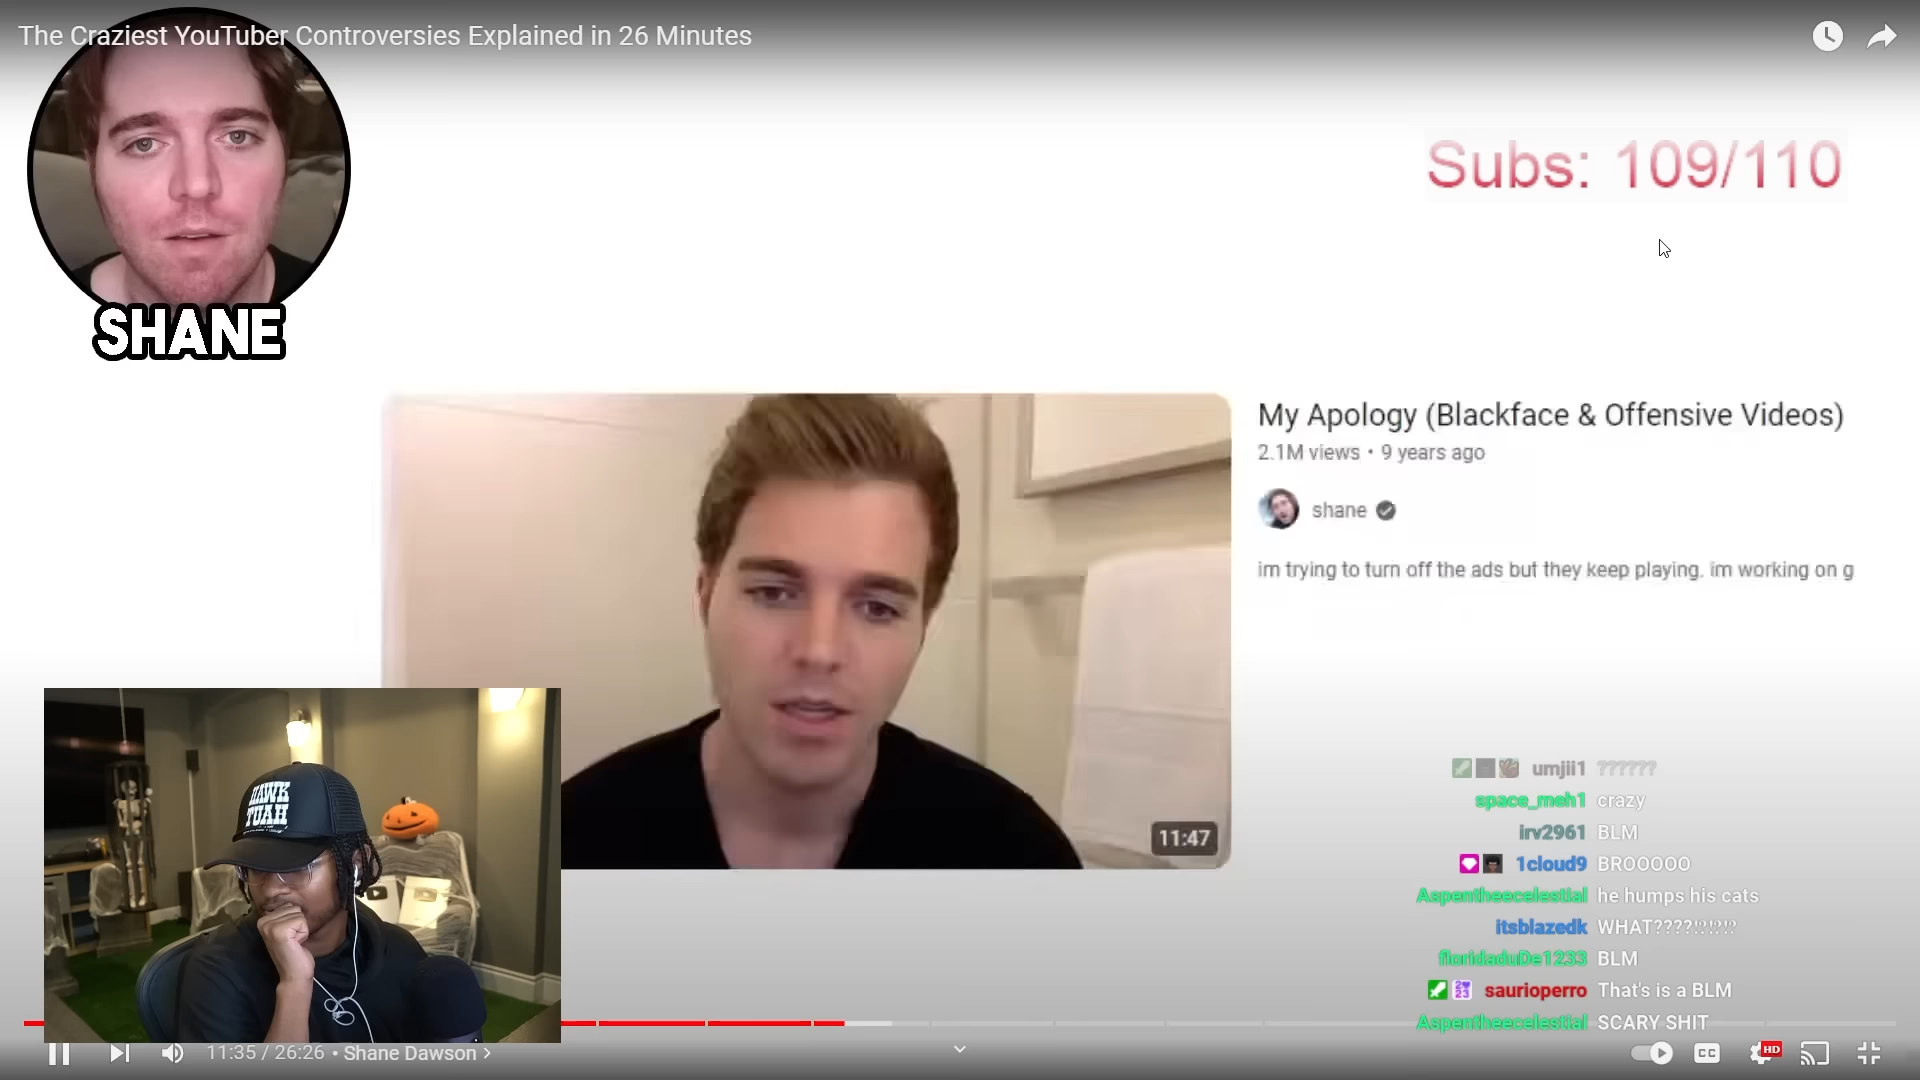 The Craziest YouTuber Controversies Explained in 26 Minutes
Subs: 109/110
SHANE
My Apology (Blackface & Offensive Videos)
2.1M views • 9 years ago
shane
im trying to turn off the ads but they keep playing. im working on g
11:47
HAWK
TUAH
umjii1 ??????
space_meh1 crazy
irv2961 BLM
1cloud9 BROOOOO
Aspentheecelestial he humps his cats
itsblazedk WHAT????!?!?!?
floridaduDe1233 BLM
saurioperro That's is a BLM
Aspentheecelestial SCARY SHIT
11:35 / 26:26 • Shane Dawson >
CC
HD